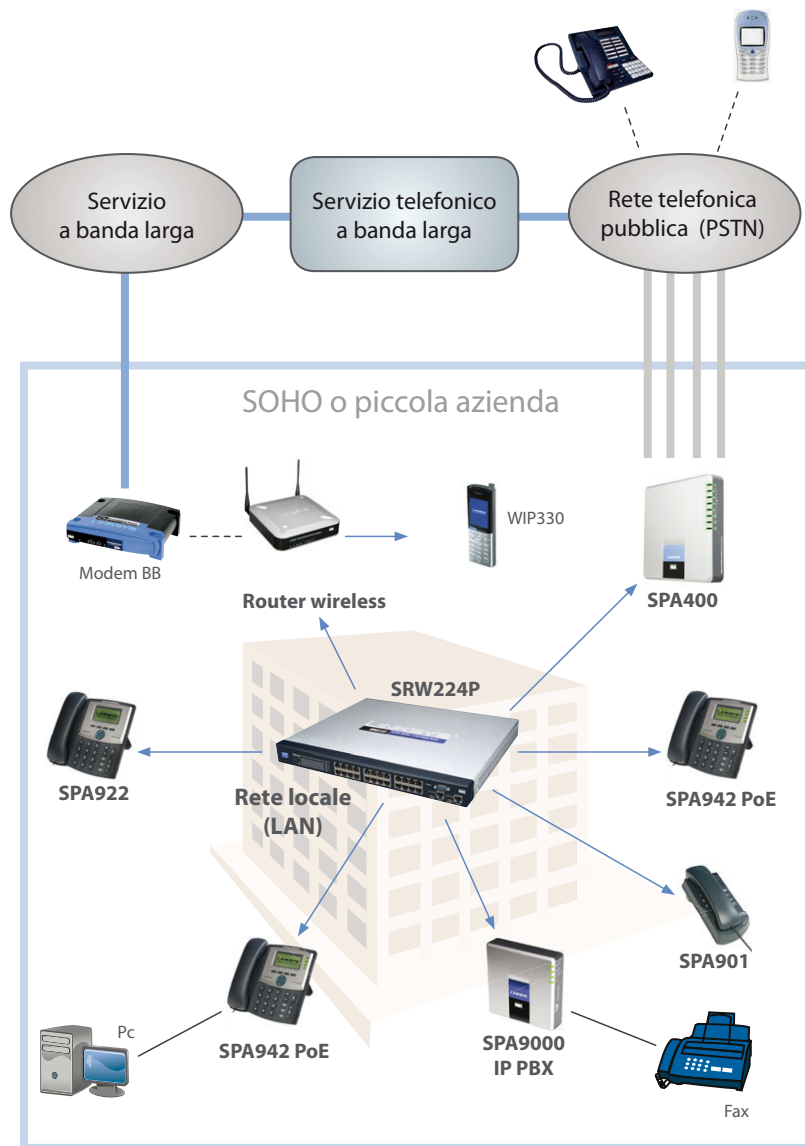 Servizio
a banda larga
Servizio telefonico
a banda larga
Rete telefonica
pubblica (PSTN)
SOHO o piccola azienda
Modem BB
WIP330
Router wireless
SPA400
SRW224P
LINKSYS
SPA922
Rete locale
(LAN)
SPA942 PoE
SPA901
Pc
SPA942 PoE
SPA9000
IP PBX
Fax